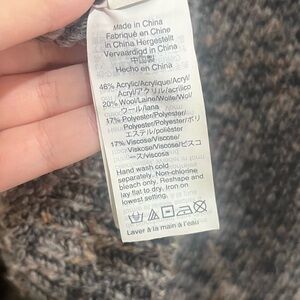 Made in China
Fabriqué en Chine
in China Hergestellt
Vervaardigd in China
中国製
Hecho en China
46% Acrylic/Acrylique/Acryl/
Acryl/アクリル/acrílico
20% Wool/Laine/Wolle/Wol/
ウール/lana
17% Polyester/Polyester/
Polyester/Polyester/ポリ
エステル/poliéster
17% Viscose/Viscose/
Viskose/Viscose/ビスコ
ース/Viscosa
Hand wash cold
separately. Non-chlorine
bleach only. Reshape and
lay flat to dry. Iron on
lowest setting.
Laver à la main à l'eau